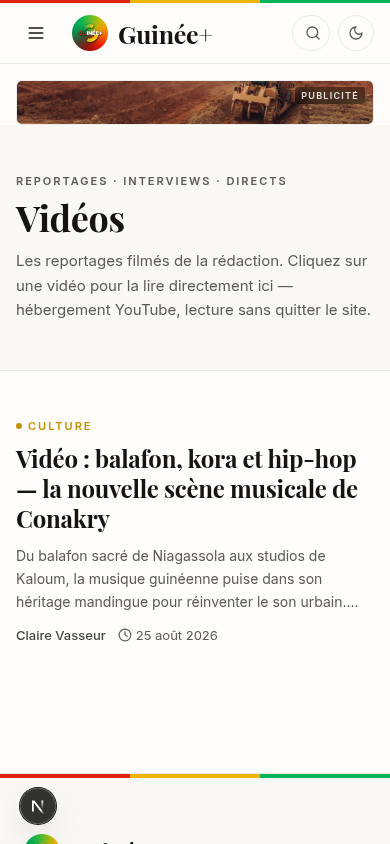 Guinée+
PUBLICITÉ
REPORTAGES · INTERVIEWS · DIRECTS
Vidéos
Les reportages filmés de la rédaction. Cliquez sur
une vidéo pour la lire directement ici —
hébergement YouTube, lecture sans quitter le site.
CULTURE
Vidéo : balafon, kora et hip-hop
— la nouvelle scène musicale de
Conakry
Du balafon sacré de Niagassola aux studios de
Kaloum, la musique guinéenne puise dans son
héritage mandingue pour réinventer le son urbain....
Claire Vasseur 25 août 2026
N